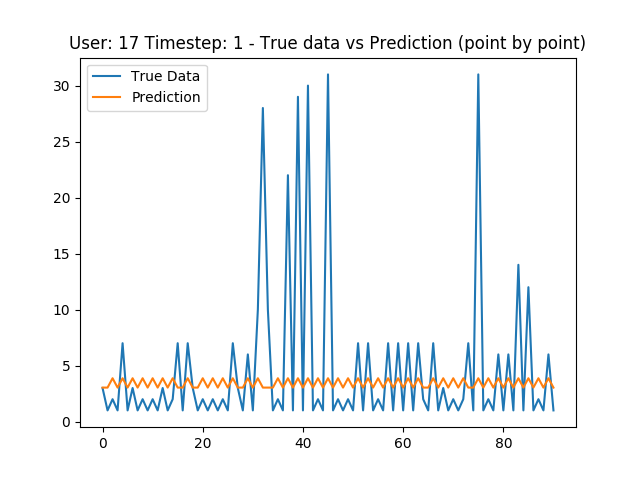 User: 17 Timestep: 1 - True data vs Prediction (point by point)
True Data
Prediction
30
25
20
15
10
5
0
0 20 40 60 80